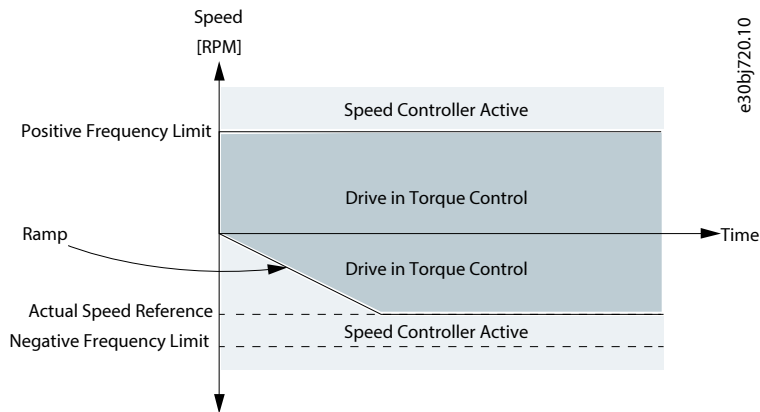 Speed
[RPM]
e30bj720.10
Speed Controller Active
Positive Frequency Limit
Drive in Torque Control
Ramp
Time
Drive in Torque Control
Actual Speed Reference
Speed Controller Active
Negative Frequency Limit